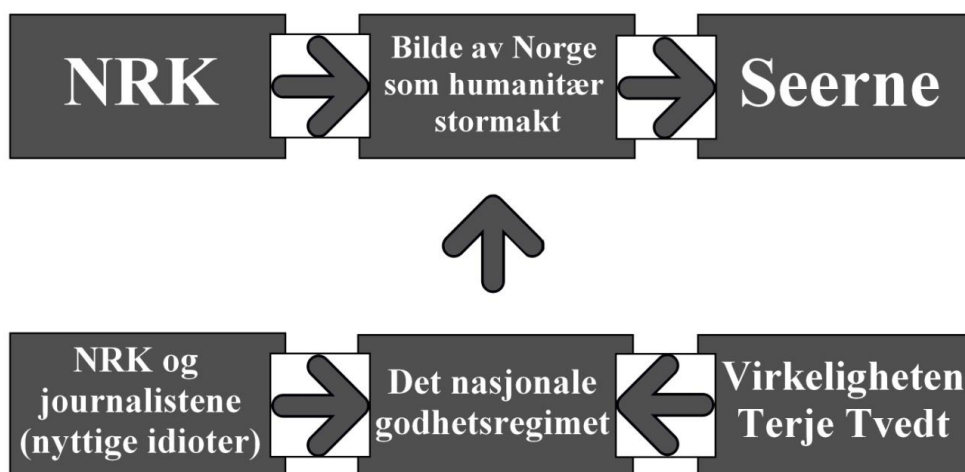 NRK
Bilde av Norge
som humanitær
stormakt
Seerne
NRK og
journalistene
(nyttige idioter)
Det nasjonale
godhetsregimet
Virkeligheten
Terje Tvedt